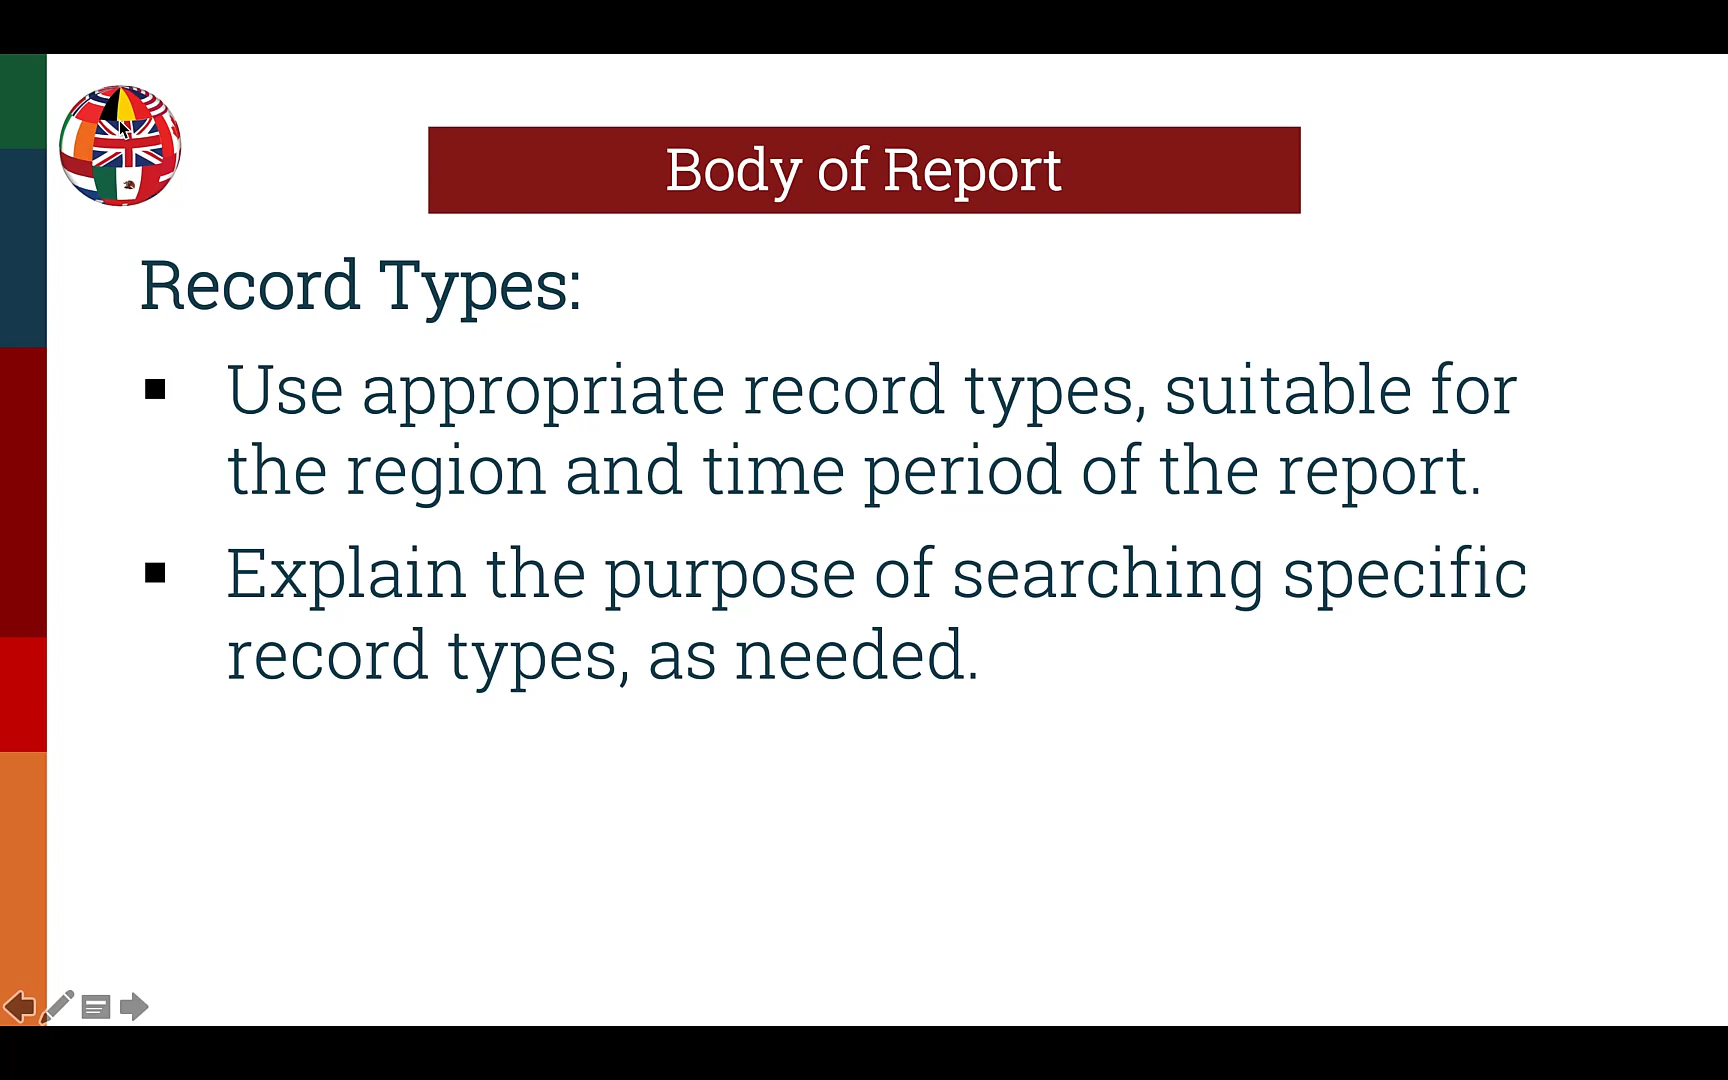 Body of Report
Record Types:
▪ Use appropriate record types, suitable for
the region and time period of the report.
▪ Explain the purpose of searching specific
record types, as needed.